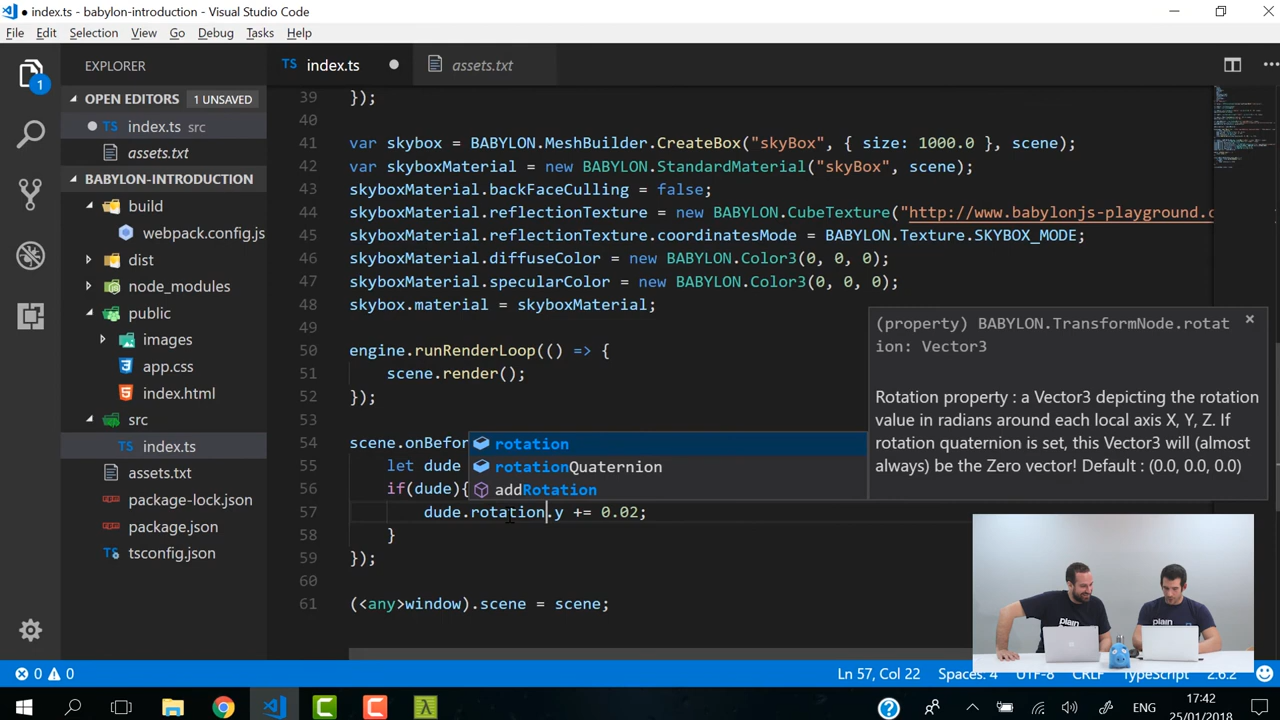 index.ts - babylon-introduction - Visual Studio Code
File Edit Selection View Go Debug Tasks Help
EXPLORER
TS index.ts
assets.txt
1
OPEN EDITORS 1 UNSAVED
TS index.ts src
assets.txt
BABYLON-INTRODUCTION
build
webpack.config.js
dist
node_modules
public
images
app.css
index.html
src
TS index.ts
assets.txt
package-lock.json
package.json
tsconfig.json
39 });
40
41 var skybox = BABYLON.MeshBuilder.CreateBox("skyBox", { size: 1000.0 }, scene);
42 var skyboxMaterial = new BABYLON.StandardMaterial("skyBox", scene);
43 skyboxMaterial.backFaceCulling = false;
44 skyboxMaterial.reflectionTexture = new BABYLON.CubeTexture("http://www.babylonjs-playground.c
45 skyboxMaterial.reflectionTexture.coordinatesMode = BABYLON.Texture.SKYBOX_MODE;
46 skyboxMaterial.diffuseColor = new BABYLON.Color3(0, 0, 0);
47 skyboxMaterial.specularColor = new BABYLON.Color3(0, 0, 0);
48 skybox.material = skyboxMaterial;
49
50 engine.runRenderLoop(() => {
51 scene.render();
52 });
53
54 scene.onBefor
55 let dude
56 if(dude){
57 dude.rotation.y += 0.02;
58 }
59 });
60
61 (<any>window).scene = scene;
rotation
rotationQuaternion
addRotation
(property) BABYLON.TransformNode.rotat
ion: Vector3
Rotation property : a Vector3 depicting the rotation
value in radians around each local axis X, Y, Z. If
rotation quaternion is set, this Vector3 will (almost
always) be the Zero vector! Default : (0.0, 0.0, 0.0)
plain
plain
0 0
Ln 57, Col 22 Spaces: 4 UTF-8 CRLF TypeScript 2.6.2
ENG
17:42
25/01/2018